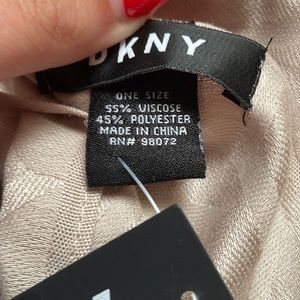 DKNY
ONE SIZE
55% VISCOSE
45% POLYESTER
MADE IN CHINA
RN# 98072